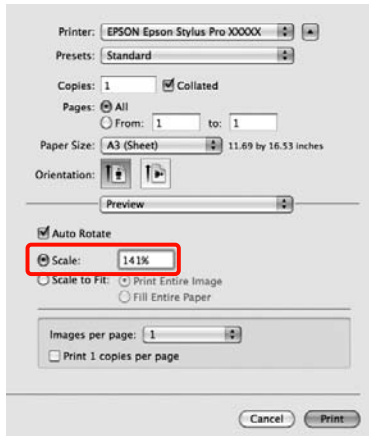 Printer: EPSON Epson Stylus Pro XXXXX
Presets: Standard
Copies: 1 Collated
Pages: All
From: 1 to: 1
Paper Size: A3 (Sheet) 11.69 by 16.53 inches
Orientation:
Preview
Auto Rotate
Scale: 141%
Scale to Fit: Print Entire Image
Fill Entire Paper
Images per page: 1
Print 1 copies per page
Cancel Print